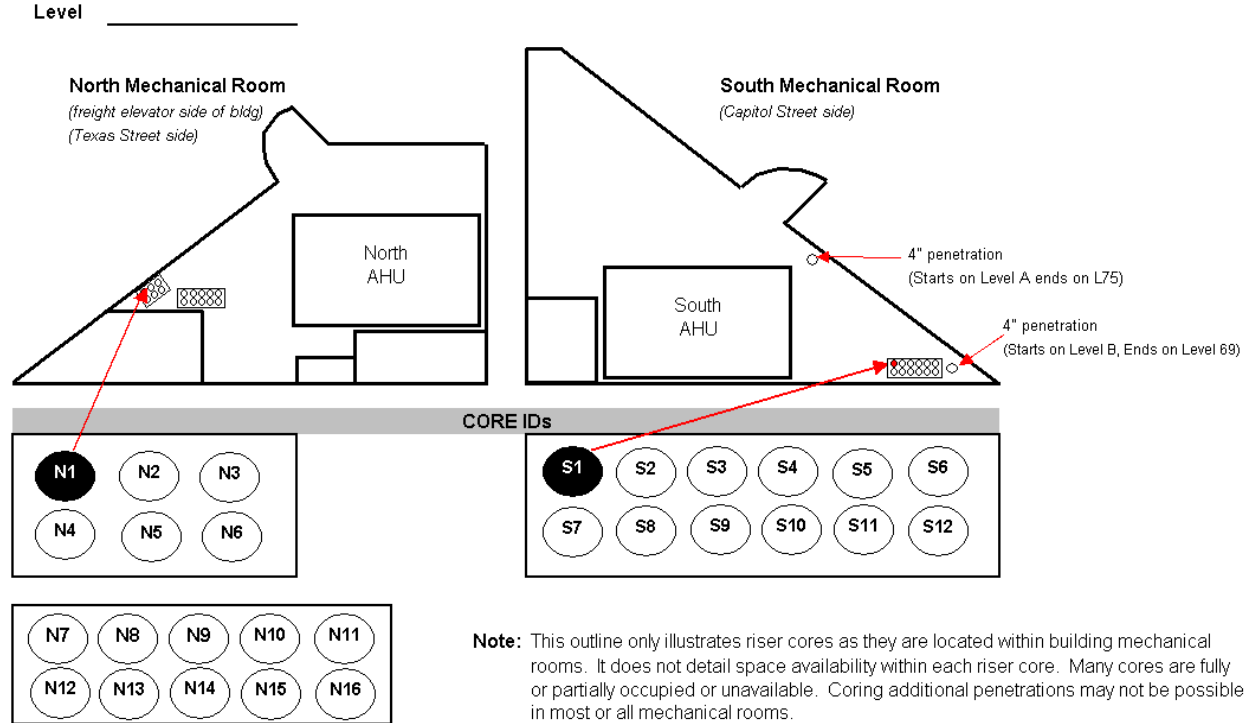 Level
North Mechanical Room
(freight elevator side of bldg)
(Texas Street side)
South Mechanical Room
(Capitol Street side)
North
AHU
4" penetration
(Starts on Level A ends on L75)
South
AHU
4" penetration
(Starts on Level B, Ends on Level 69)
CORE IDs
N1 N2 N3
N4 N5 N6
S1 S2 S3 S4 S5 S6
S7 S8 S9 S10 S11 S12
N7 N8 N9 N10 N11
N12 N13 N14 N15 N16
Note: This outline only illustrates riser cores as they are located within building mechanical
rooms. It does not detail space availability within each riser core. Many cores are fully
or partially occupied or unavailable. Coring additional penetrations may not be possible
in most or all mechanical rooms.